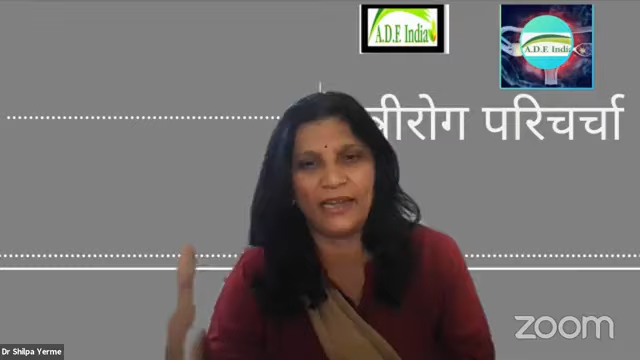 A.D.F. India
A.D.F. India
परिचर्चा
Dr Shilpa Yerme
zoom